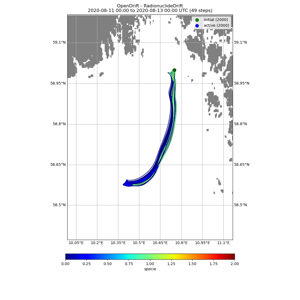 OpenDrift - RadionuclideDrift
2020-08-11 00:00 to 2020-08-13 00:00 UTC (49 steps)
initial (2000)
active (2000)
59.1°N 59.1°N
58.95°N 58.95°N
58.8°N 58.8°N
58.65°N 58.65°N
58.5°N 58.5°N
10.05°E 10.2°E 10.35°E 10.5°E 10.65°E 10.8°E 10.95°E 11.1°E
0.00 0.25 0.50 0.75 1.00 1.25 1.50 1.75 2.00
specie